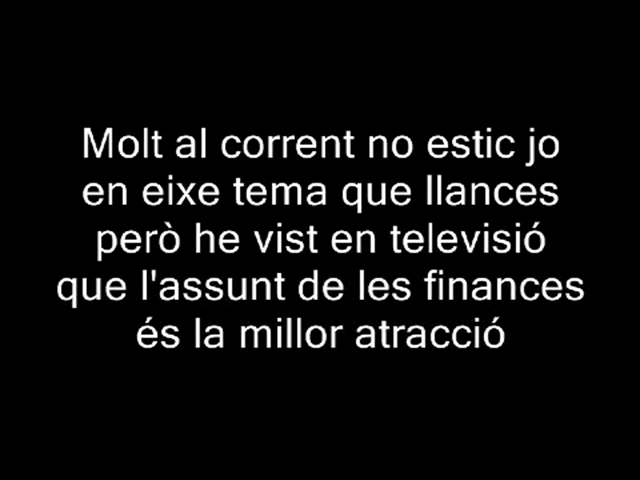 Molt al corrent no estic jo
en eixe tema que llances
però he vist en televisió
que l'assunt de les finances
és la millor atracció